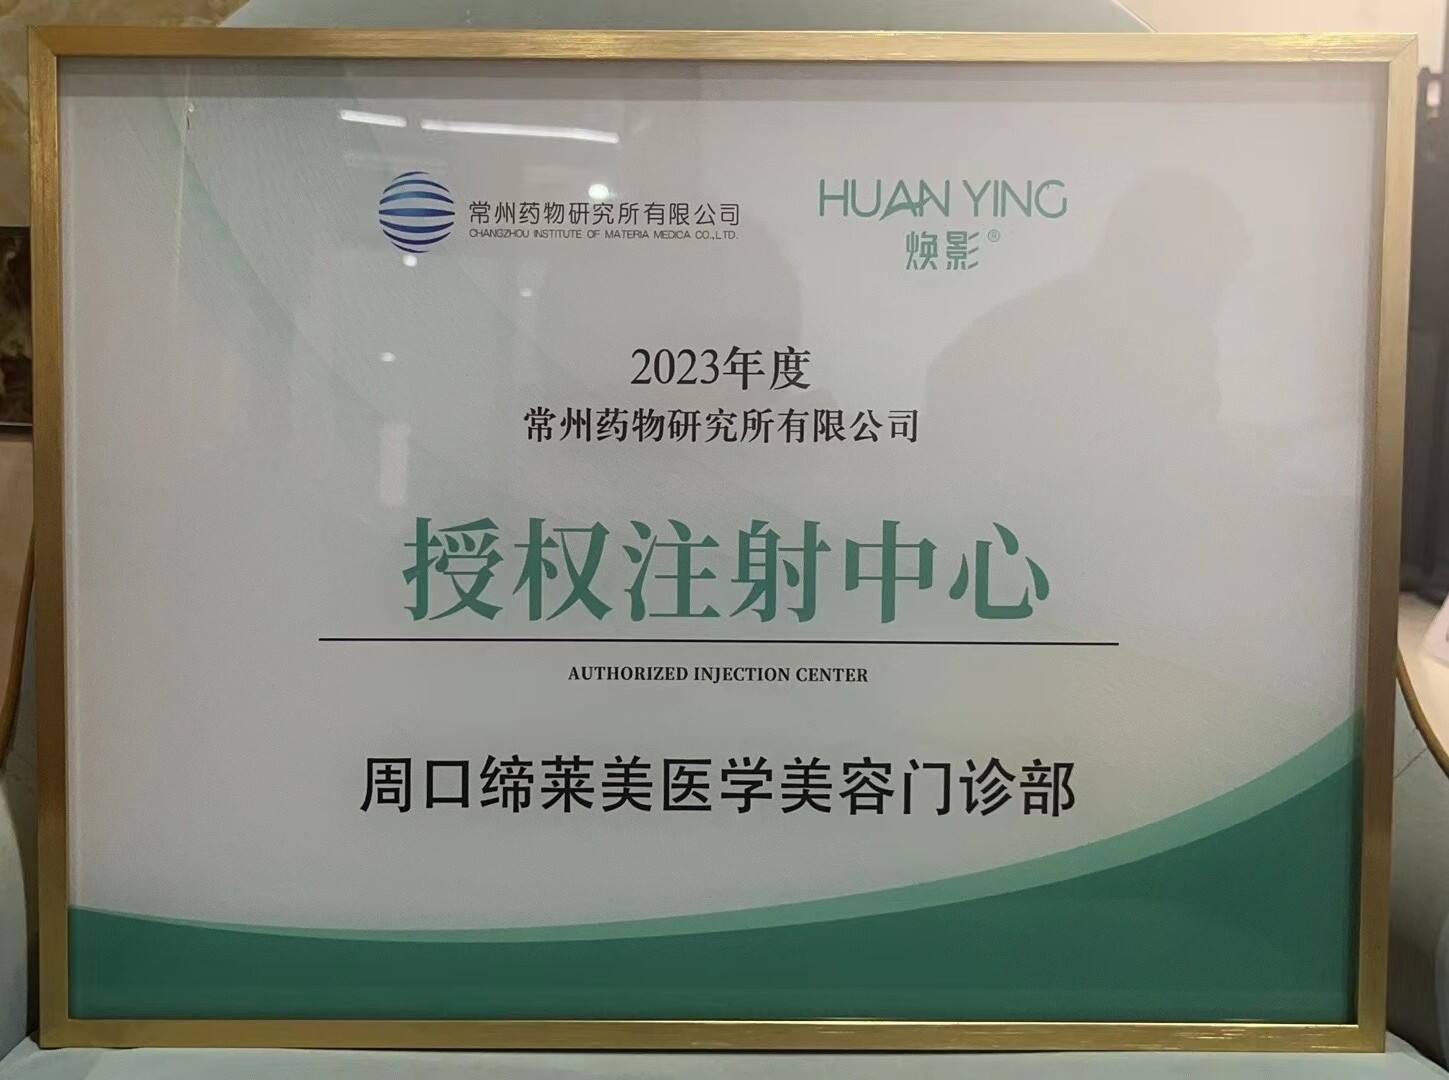 常州药物研究所有限公司
CHANGZHOU INSTITUTE OF MATERIA MEDICA CO.,LTD.
HUAN YING
焕影®
2023年度
常州药物研究所有限公司
授权注射中心
AUTHORIZED INJECTION CENTER
周口缔莱美医学美容门诊部